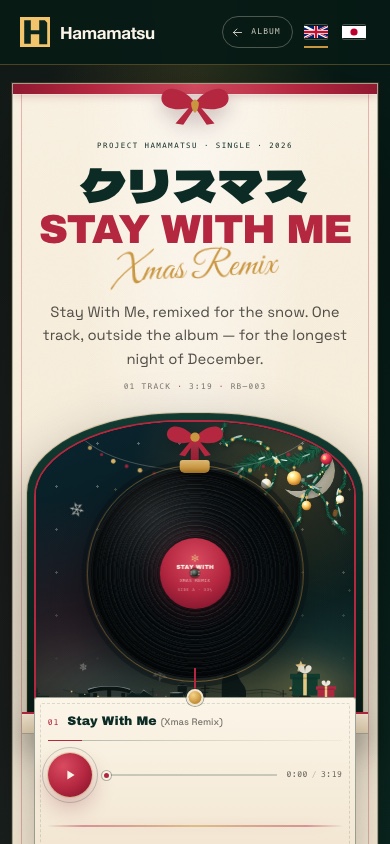 H Hamamatsu
← ALBUM
PROJECT HAMAMATSU · SINGLE · 2026
クリスマス
STAY WITH ME
Xmas Remix
Stay With Me, remixed for the snow. One
track, outside the album — for the longest
night of December.
01 TRACK · 3:19 · RB—003
STAY WITH
XMAS REMIX
01 Stay With Me (Xmas Remix)
0:00 / 3:19